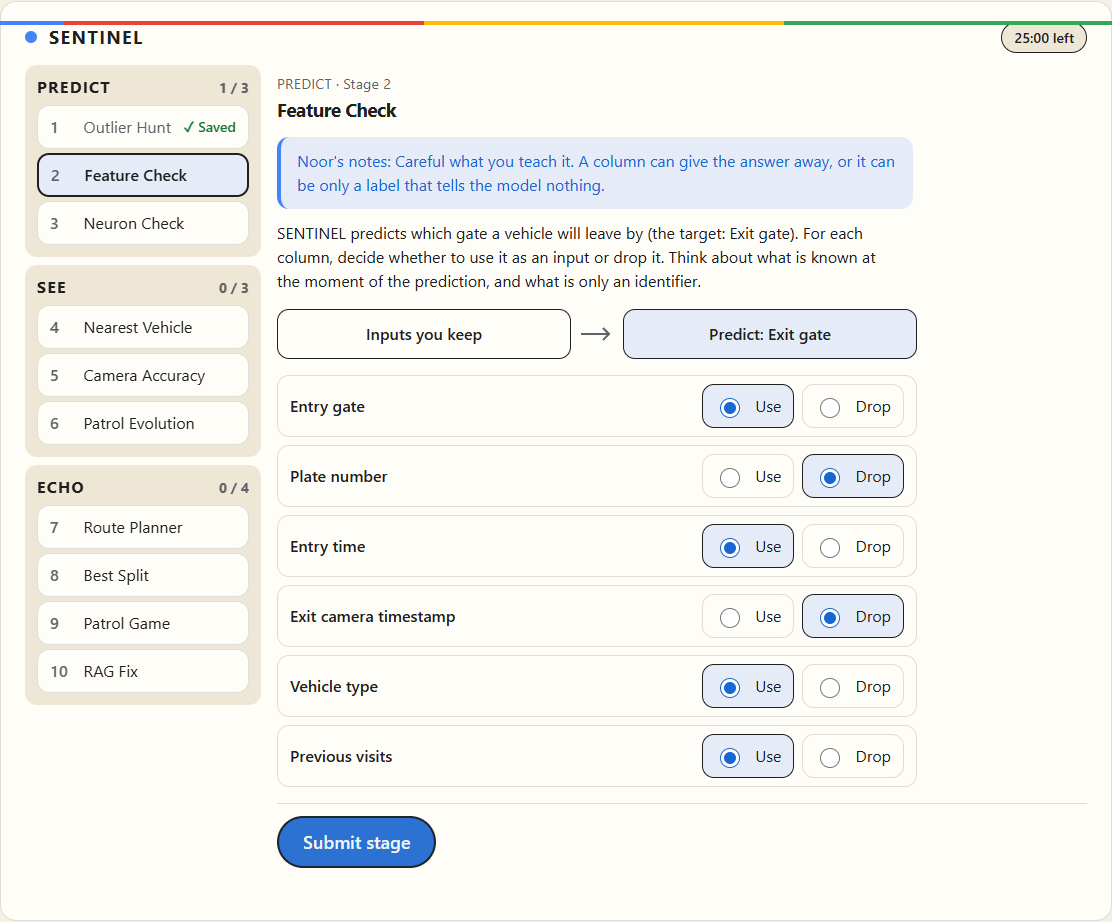 SENTINEL
25:00 left
PREDICT 1 / 3
1 Outlier Hunt ✓ Saved
2 Feature Check
3 Neuron Check
SEE 0 / 3
4 Nearest Vehicle
5 Camera Accuracy
6 Patrol Evolution
ECHO 0 / 4
7 Route Planner
8 Best Split
9 Patrol Game
10 RAG Fix
PREDICT · Stage 2
Feature Check
Noor's notes: Careful what you teach it. A column can give the answer away, or it can
be only a label that tells the model nothing.
SENTINEL predicts which gate a vehicle will leave by (the target: Exit gate). For each
column, decide whether to use it as an input or drop it. Think about what is known at
the moment of the prediction, and what is only an identifier.
Inputs you keep → Predict: Exit gate
Entry gate Use Drop
Plate number Use Drop
Entry time Use Drop
Exit camera timestamp Use Drop
Vehicle type Use Drop
Previous visits Use Drop
Submit stage